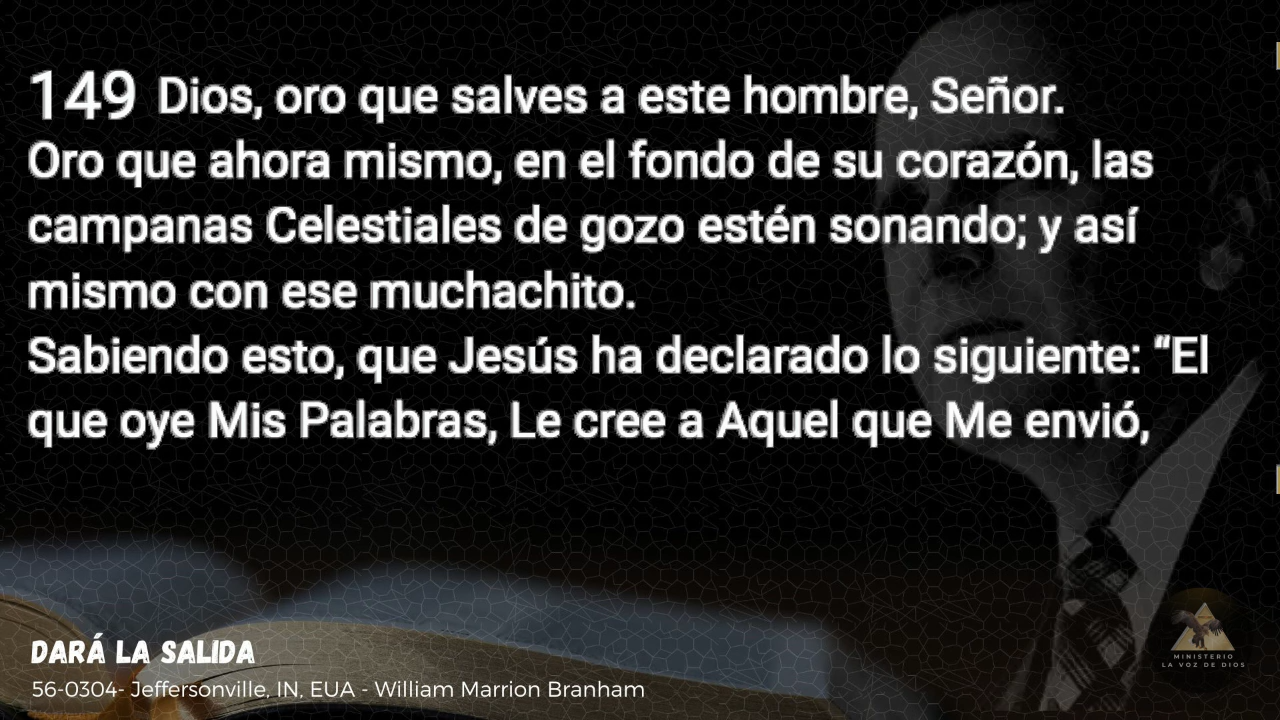 149 Dios, oro que salves a este hombre, Señor.
Oro que ahora mismo, en el fondo de su corazón, las
campanas Celestiales de gozo estén sonando; y así
mismo con ese muchachito.
Sabiendo esto, que Jesús ha declarado lo siguiente: “El
que oye Mis Palabras, Le cree a Aquel que Me envió,
DARÁ LA SALIDA
56-0304- Jeffersonville, IN, EUA - William Marrion Branham
MINISTERIO
LA VOZ DE DIOS